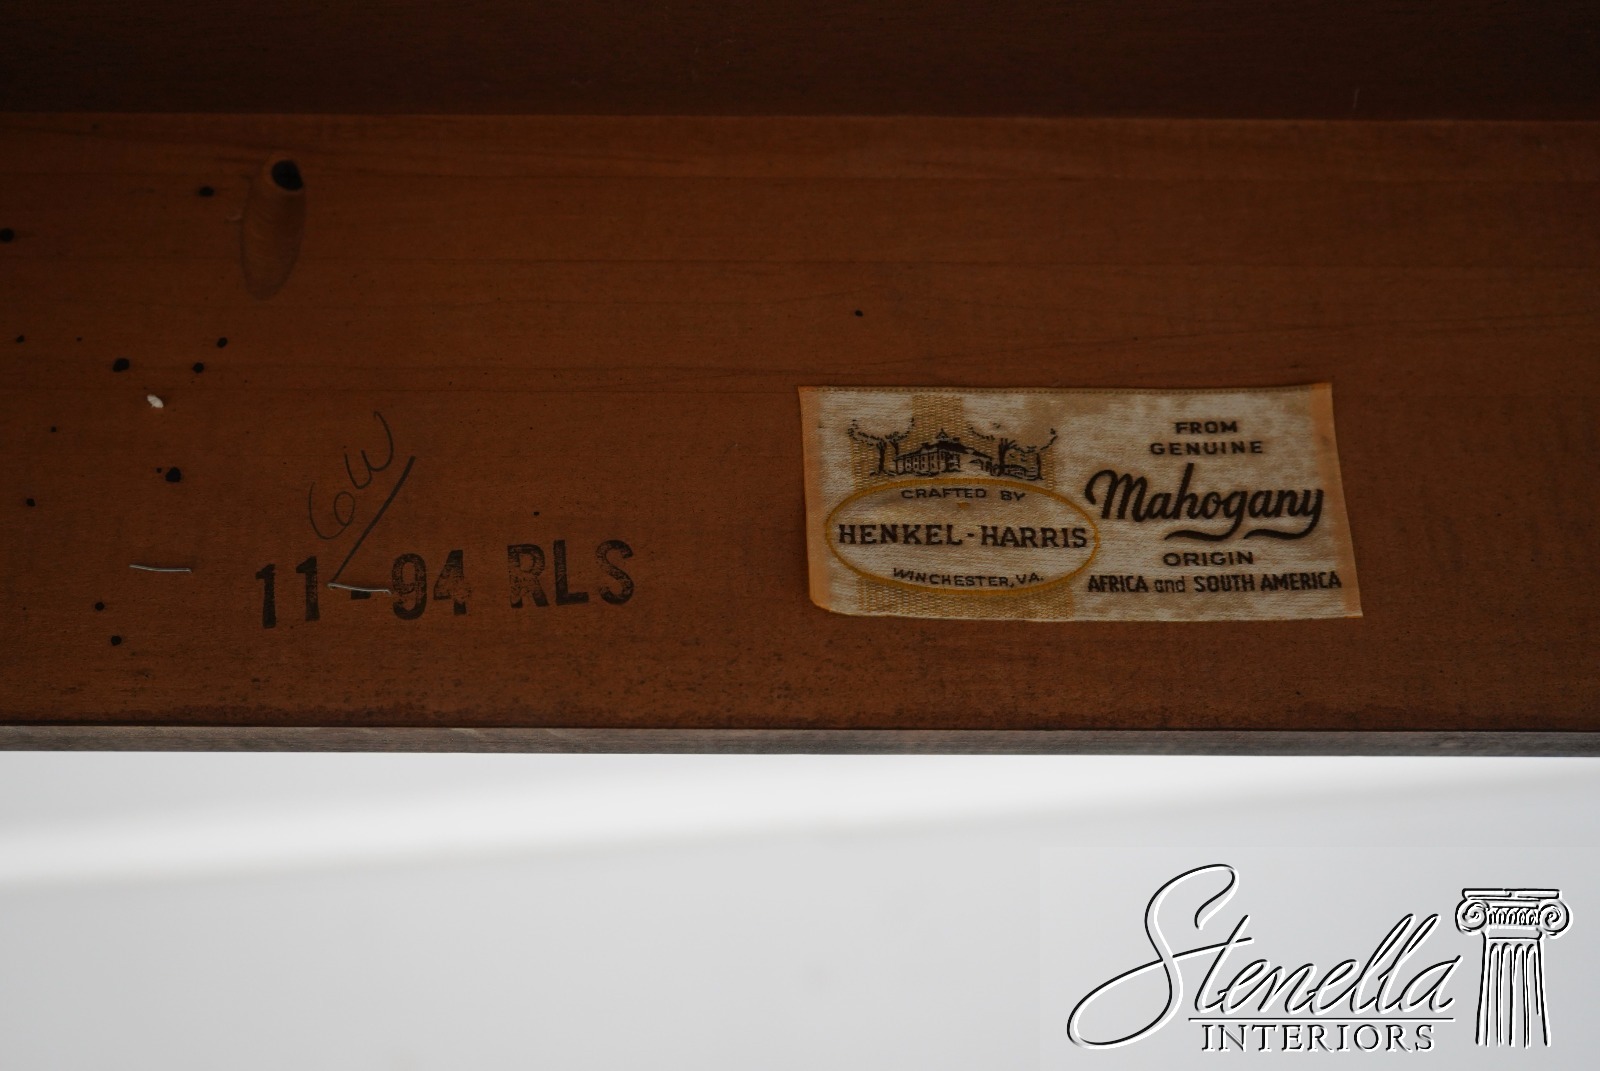 6W
11-94 RLS
CRAFTED BY
HENKEL-HARRIS
WINCHESTER, VA.
FROM
GENUINE
Mahogany
ORIGIN
AFRICA and SOUTH AMERICA
Stenella
INTERIORS